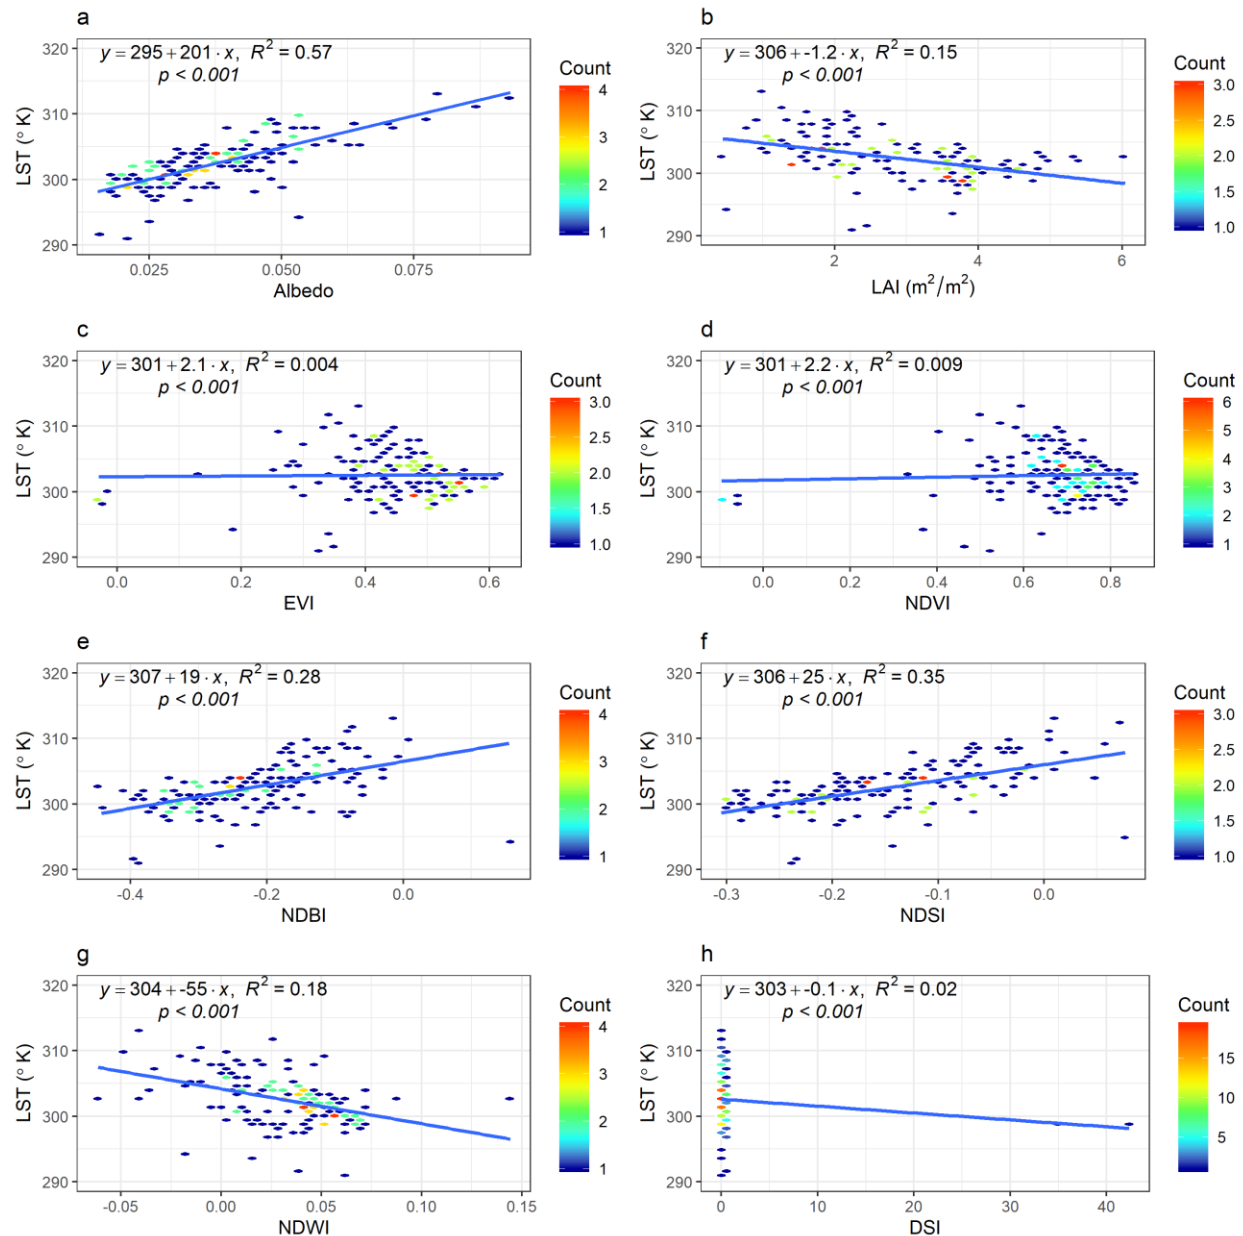 a
y = 295 + 201 · x, R² = 0.57
p < 0.001
320
310
300
290
LST (° K)
0.025 0.050 0.075
Albedo
Count
4
3
2
1
b
y = 306 + -1.2 · x, R² = 0.15
p < 0.001
320
310
300
290
LST (° K)
2 4 6
LAI (m²/m²)
Count
3.0
2.5
2.0
1.5
1.0
c
y = 301 + 2.1 · x, R² = 0.004
p < 0.001
320
310
300
290
LST (° K)
0.0 0.2 0.4 0.6
EVI
Count
3.0
2.5
2.0
1.5
1.0
d
y = 301 + 2.2 · x, R² = 0.009
p < 0.001
320
310
300
290
LST (° K)
0.0 0.2 0.4 0.6 0.8
NDVI
Count
6
5
4
3
2
1
e
y = 307 + 19 · x, R² = 0.28
p < 0.001
320
310
300
290
LST (° K)
-0.4 -0.2 0.0
NDBI
Count
4
3
2
1
f
y = 306 + 25 · x, R² = 0.35
p < 0.001
320
310
300
290
LST (° K)
-0.3 -0.2 -0.1 0.0
NDSI
Count
3.0
2.5
2.0
1.5
1.0
g
y = 304 + -55 · x, R² = 0.18
p < 0.001
320
310
300
290
LST (° K)
-0.05 0.00 0.05 0.10 0.15
NDWI
Count
4
3
2
1
h
y = 303 + -0.1 · x, R² = 0.02
p < 0.001
320
310
300
290
LST (° K)
0 10 20 30 40
DSI
Count
15
10
5